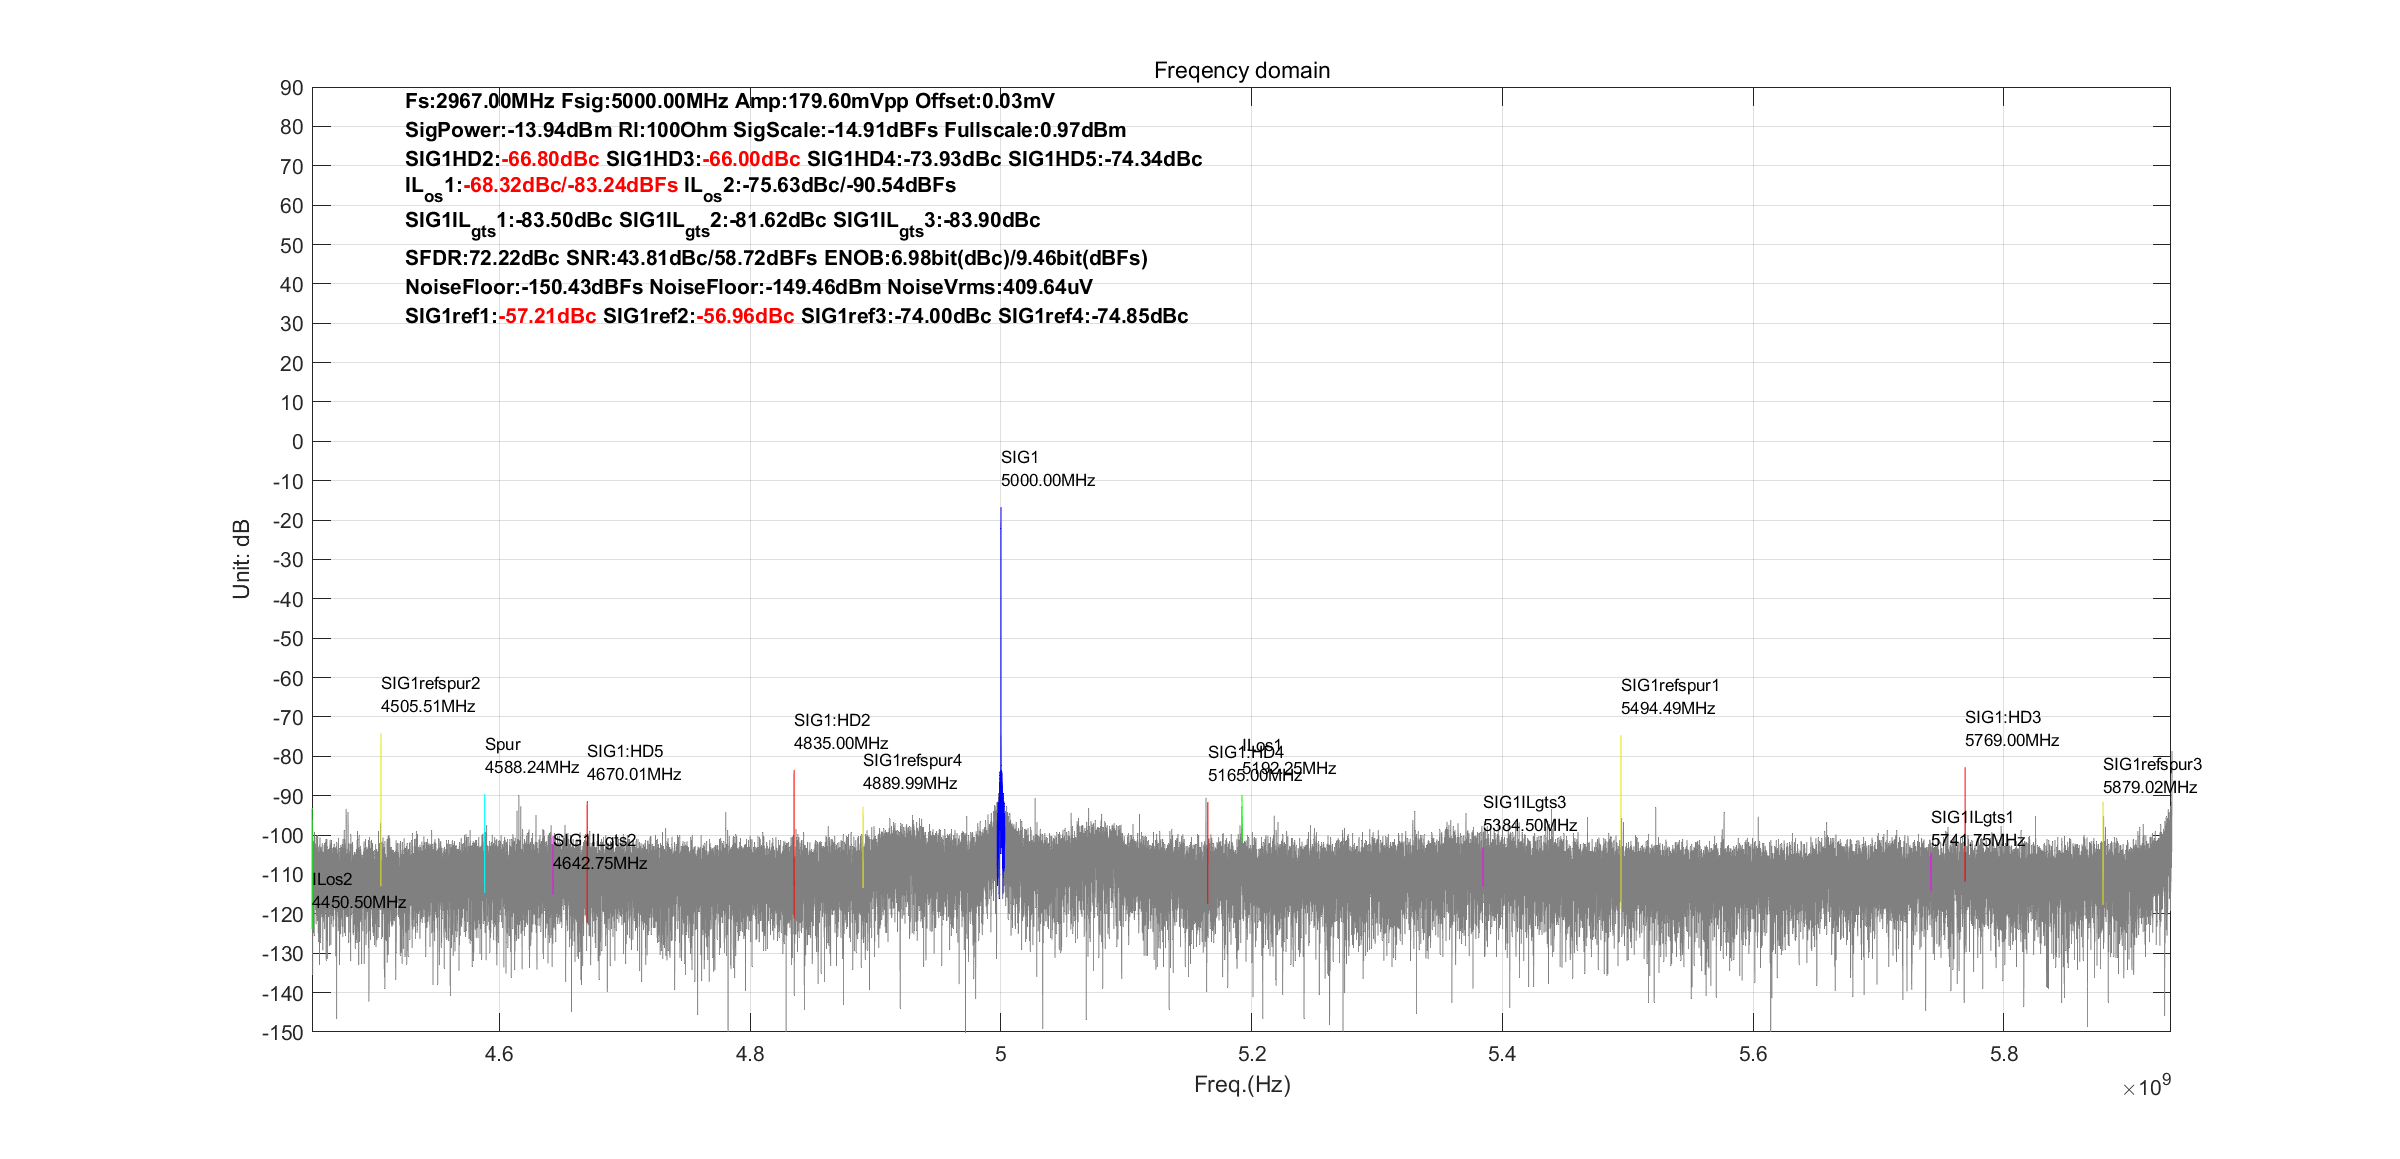 Freqency domain
Fs:2967.00MHz Fsig:5000.00MHz Amp:179.60mVpp Offset:0.03mV
SigPower:-13.94dBm Rl:100Ohm SigScale:-14.91dBFs Fullscale:0.97dBm
SIG1HD2:-66.80dBc SIG1HD3:-66.00dBc SIG1HD4:-73.93dBc SIG1HD5:-74.34dBc
ILos1:-68.32dBc/-83.24dBFs ILos2:-75.63dBc/-90.54dBFs
SIG1ILgts1:-83.50dBc SIG1ILgts2:-81.62dBc SIG1ILgts3:-83.90dBc
SFDR:72.22dBc SNR:43.81dBc/58.72dBFs ENOB:6.98bit(dBc)/9.46bit(dBFs)
NoiseFloor:-150.43dBFs NoiseFloor:-149.46dBm NoiseVrms:409.64uV
SIG1ref1:-57.21dBc SIG1ref2:-56.96dBc SIG1ref3:-74.00dBc SIG1ref4:-74.85dBc
90
80
70
60
50
40
30
20
10
0
-10
-20
-30
-40
-50
-60
-70
-80
-90
-100
-110
-120
-130
-140
-150
Unit: dB
SIG1
5000.00MHz
SIG1refspur2
4505.51MHz
Spur
4588.24MHz
SIG1:HD5
4670.01MHz
SIG1:HD2
4835.00MHz
SIG1refspur4
4889.99MHz
SIG1ILgts2
4642.75MHz
ILos2
4450.50MHz
ILos1
5192.25MHz
SIG1:HD4
5165.00MHz
SIG1ILgts3
5384.50MHz
SIG1refspur1
5494.49MHz
SIG1:HD3
5769.00MHz
SIG1refspur3
5879.02MHz
SIG1ILgts1
5741.75MHz
4.6 4.8 5 5.2 5.4 5.6 5.8
Freq.(Hz)
×10^9